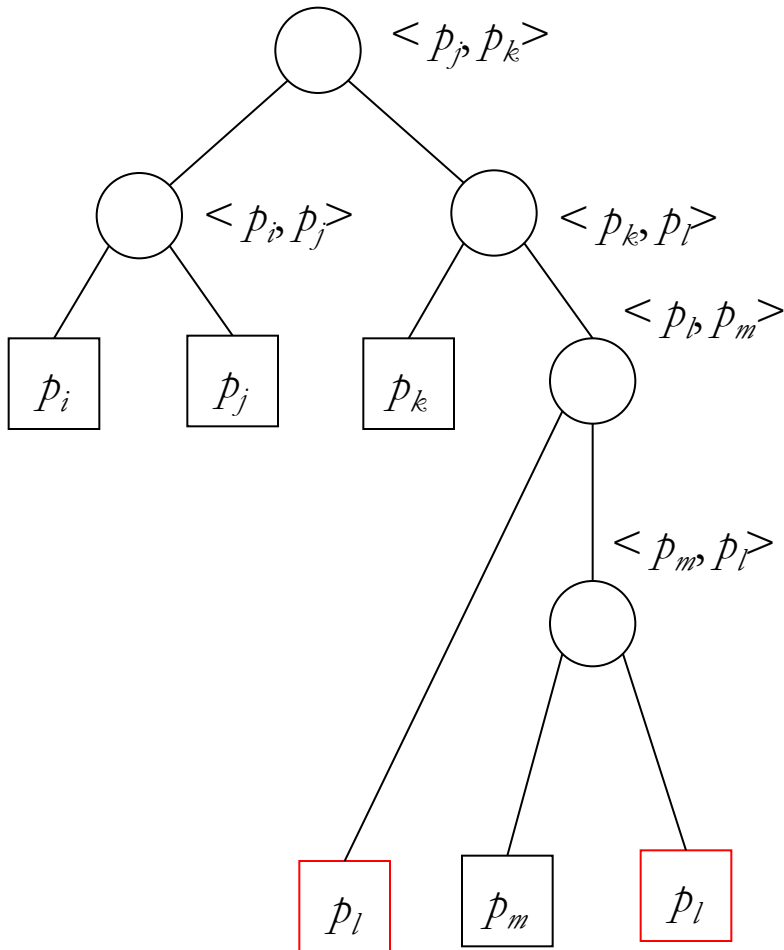 < p_j, p_k >
< p_i, p_j >
< p_k, p_l >
< p_l, p_m >
p_i
p_j
p_k
< p_m, p_l >
p_l
p_m
p_l